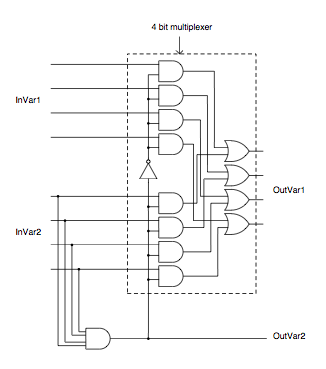 4 bit multiplexer
InVar1
OutVar1
InVar2
OutVar2